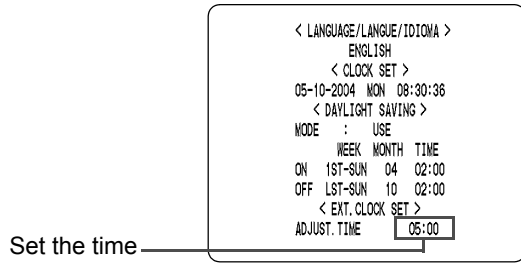 < LANGUAGE/LANGUE/IDIOMA >
ENGLISH
< CLOCK SET >
05-10-2004 MON 08:30:36
< DAYLIGHT SAVING >
MODE : USE
WEEK MONTH TIME
ON 1ST-SUN 04 02:00
OFF LST-SUN 10 02:00
< EXT.CLOCK SET >
ADJUST.TIME 05:00
Set the time